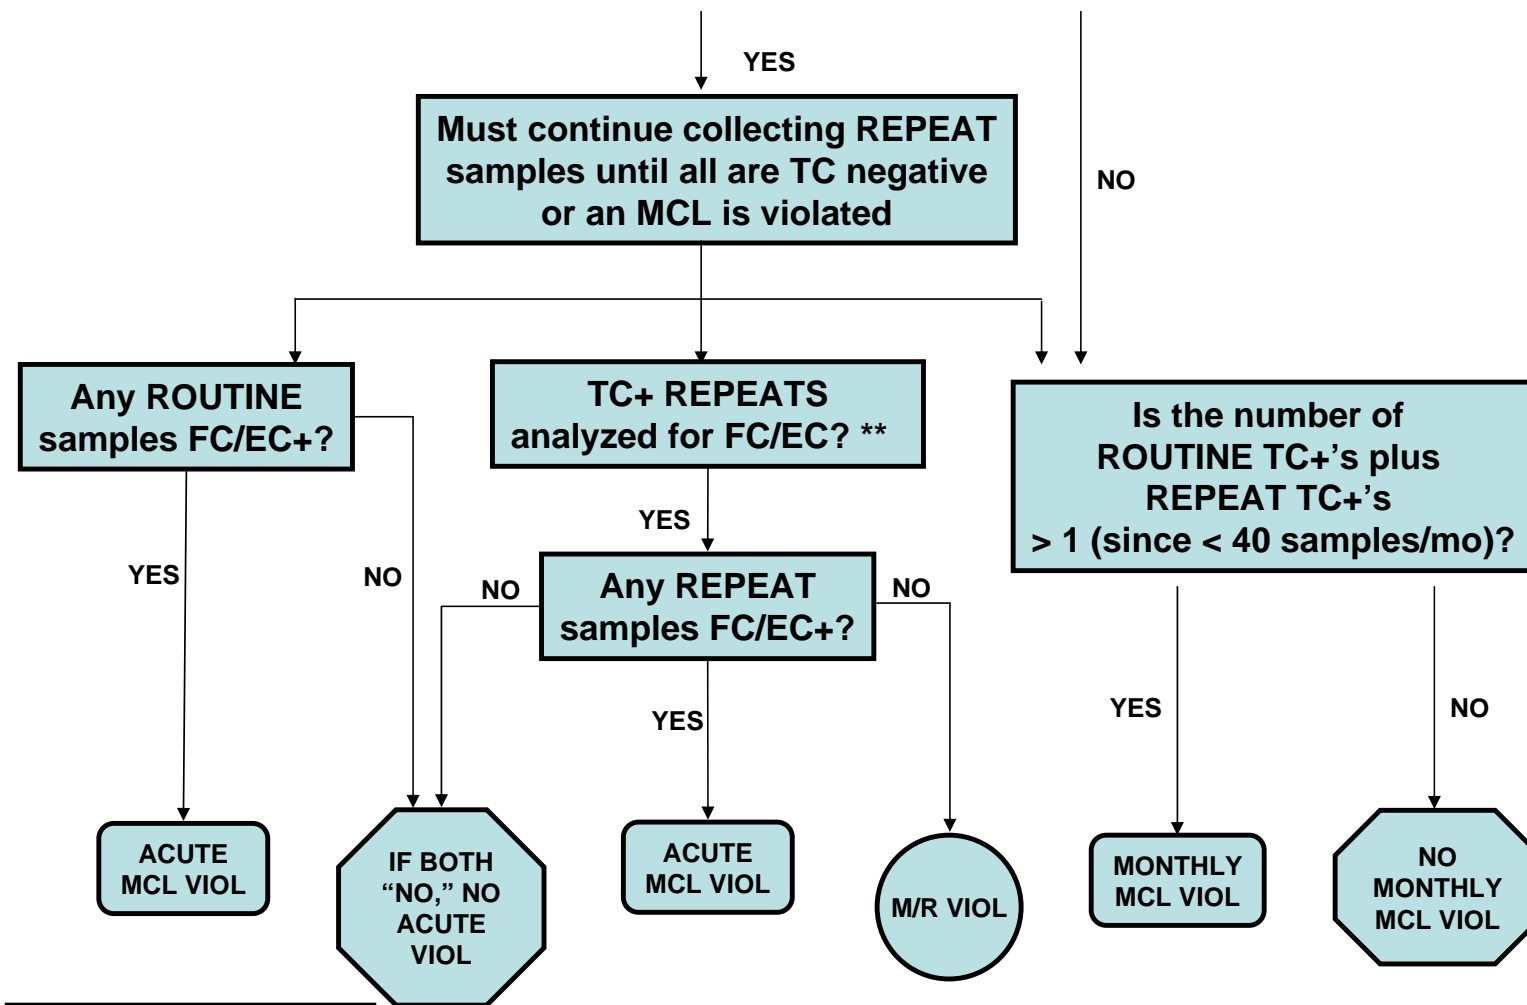 YES
Must continue collecting REPEAT
samples until all are TC negative
or an MCL is violated
NO
Any ROUTINE
samples FC/EC+?
TC+ REPEATS
analyzed for FC/EC? **
Is the number of
ROUTINE TC+’s plus
REPEAT TC+’s
> 1 (since < 40 samples/mo)?
YES
NO
YES
NO
Any REPEAT
samples FC/EC+?
NO
YES
YES
NO
ACUTE
MCL VIOL
IF BOTH
“NO,” NO
ACUTE
VIOL
ACUTE
MCL VIOL
M/R VIOL
MONTHLY
MCL VIOL
NO
MONTHLY
MCL VIOL